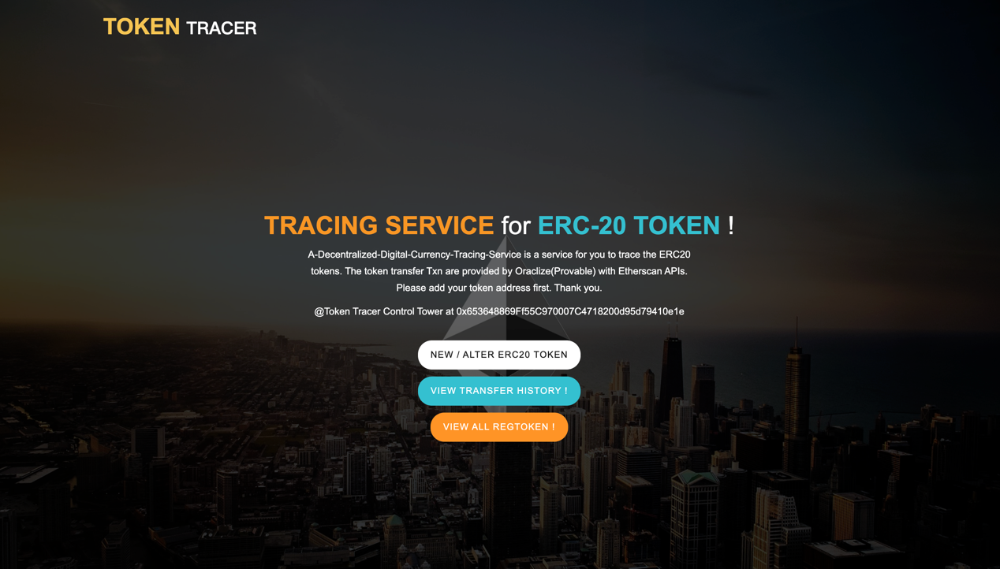 TOKEN TRACER
TRACING SERVICE for ERC-20 TOKEN !
A-Decentralized-Digital-Currency-Tracing-Service is a service for you to trace the ERC20
tokens. The token transfer Txn are provided by Oraclize(Provable) with Etherscan APIs.
Please add your token address first. Thank you.
@Token Tracer Control Tower at 0x653648869Ff55C970007C4718200d95d79410e1e
NEW / ALTER ERC20 TOKEN
VIEW TRANSFER HISTORY !
VIEW ALL REGTOKEN !